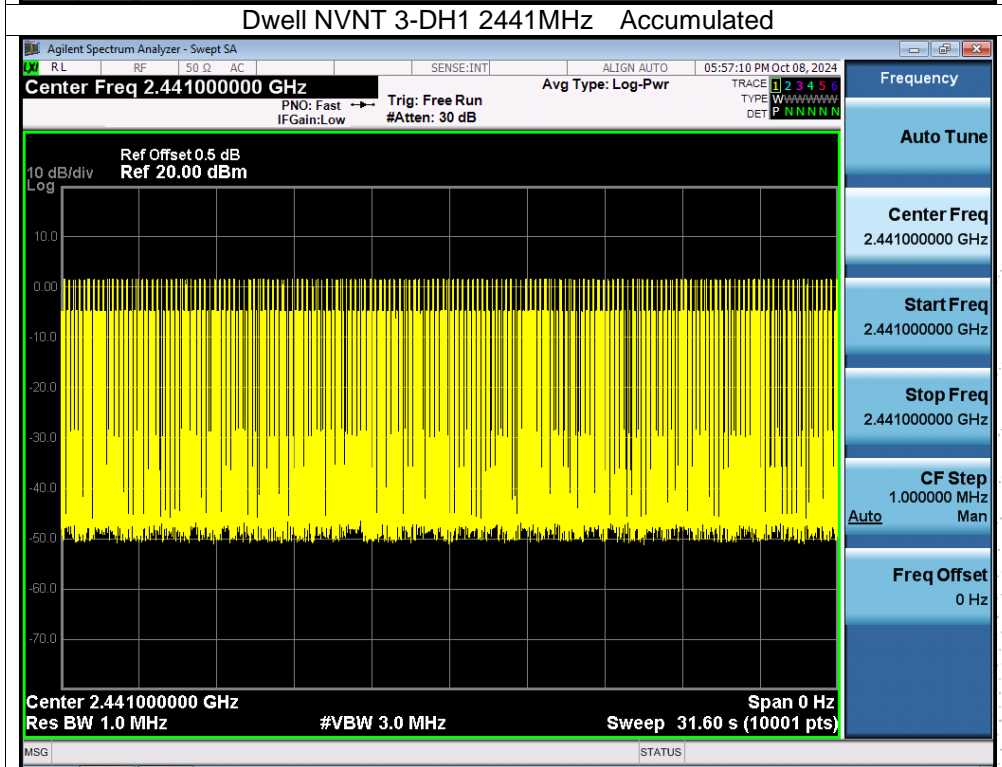 Dwell NVNT 3-DH1 2441MHz Accumulated
Agilent Spectrum Analyzer - Swept SA
LXI RL RF 50 Ω AC SENSE:INT ALIGN AUTO 05:57:10 PM Oct 08, 2024
Center Freq 2.441000000 GHz
PNO: Fast
IFGain:Low
Trig: Free Run
#Atten: 30 dB
Avg Type: Log-Pwr
TRACE 1 2 3 4 5 6
TYPE WWWWWW
DET P N N N N N
Ref Offset 0.5 dB
10 dB/div Ref 20.00 dBm
Log
10.0
0.00
-10.0
-20.0
-30.0
-40.0
-50.0
-60.0
-70.0
Center 2.441000000 GHz Span 0 Hz
Res BW 1.0 MHz #VBW 3.0 MHz Sweep 31.60 s (10001 pts)
MSG STATUS
Frequency
Auto Tune
Center Freq
2.441000000 GHz
Start Freq
2.441000000 GHz
Stop Freq
2.441000000 GHz
CF Step
1.000000 MHz
Auto Man
Freq Offset
0 Hz